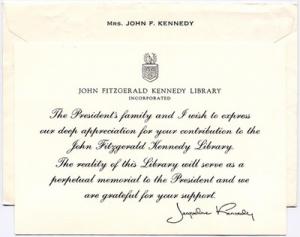 MRS. JOHN F. KENNEDY
JOHN FITZGERALD KENNEDY LIBRARY
INCORPORATED
The President's family and I wish to express
our deep appreciation for your contribution to the
John Fitzgerald Kennedy Library.
The reality of this Library will serve as a
perpetual memorial to the President and we
are grateful for your support.
Jacqueline Kennedy